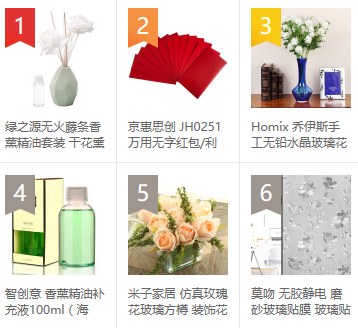 1
2
3
绿之源无火藤条香
薰精油套装 干花熏
京惠思创 JH0251
万用无字红包/利
Homix 乔伊斯手
工无铅水晶玻璃花
4
5
6
智创意 香薰精油补
充液100ml（海
米子家居 仿真玫瑰
花玻璃方樽 装饰花
莫吻 无胶静电 磨
砂玻璃贴膜 玻璃贴